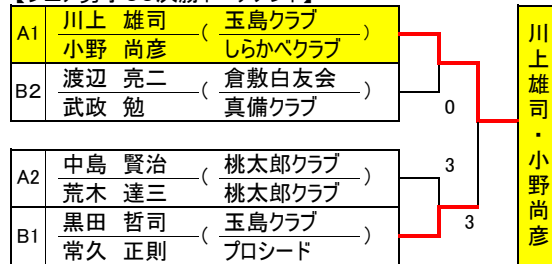 A1 川上 雄司 ( 玉島クラブ )
小野 尚彦 しらかべクラブ
B2 渡辺 亮二 ( 倉敷白友会 )
武政 勉 真備クラブ
0
A2 中島 賢治 ( 桃太郎クラブ )
荒木 達三 桃太郎クラブ
3
B1 黒田 哲司 ( 玉島クラブ )
常久 正則 プロシード
3
川上雄司・小野尚彦